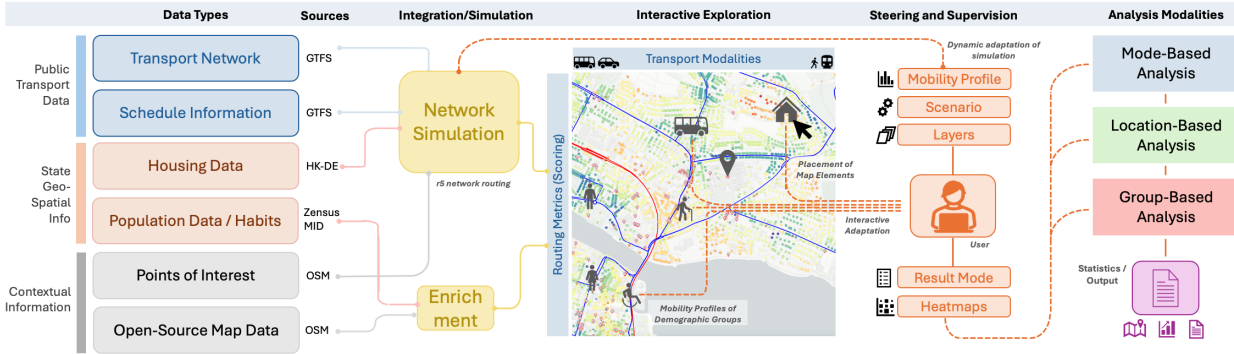 Data Types
Sources
Integration/Simulation
Interactive Exploration
Steering and Supervision
Analysis Modalities
Public
Transport
Data
Transport Network
GTFS
Schedule Information
GTFS
State
Geo-
Spatial
Info
Housing Data
HK-DE
Population Data / Habits
Zensus
MID
Contextual
Information
Points of Interest
OSM
Open-Source Map Data
OSM
Network
Simulation
r5 network routing
Enrich
ment
Routing Metrics (Scoring)
Transport Modalities
Placement of
Map Elements
Interactive
Adaptation
Mobility Profiles of
Demographic Groups
Dynamic adaptation of
simulation
Mobility Profile
Scenario
Layers
User
Result Mode
Heatmaps
Mode-Based
Analysis
Location-Based
Analysis
Group-Based
Analysis
Statistics /
Output